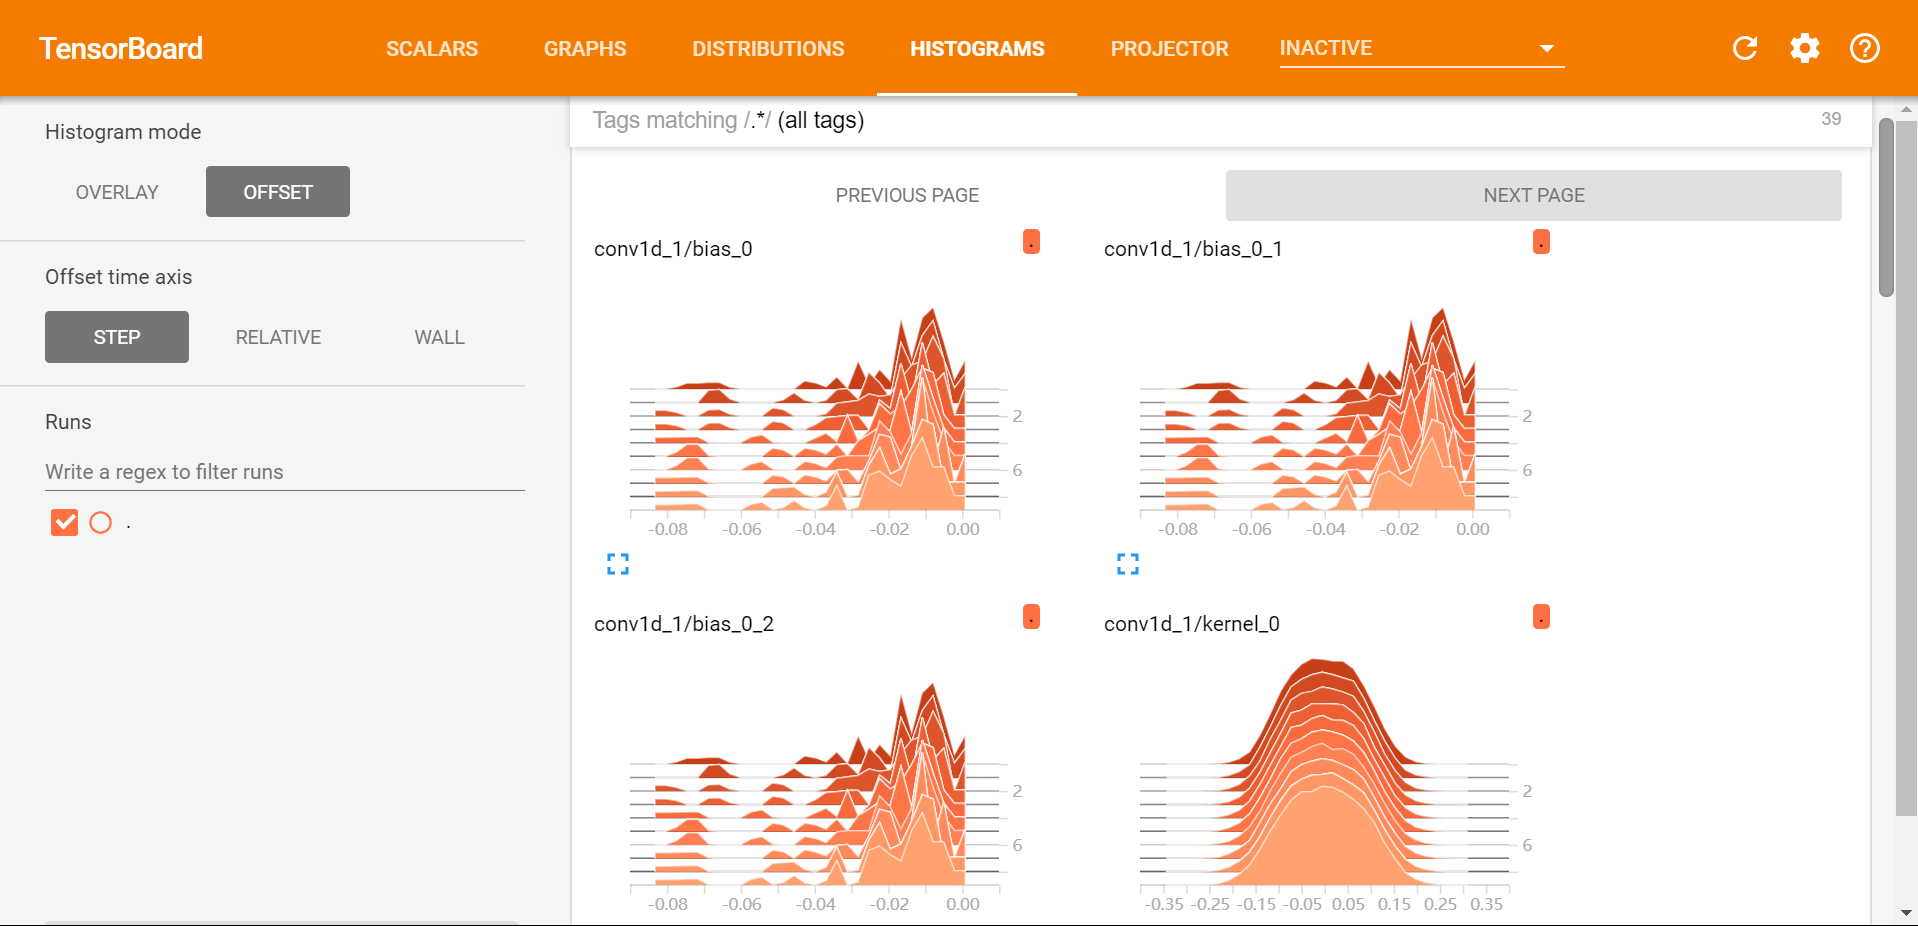 TensorBoard SCALARS GRAPHS DISTRIBUTIONS HISTOGRAMS PROJECTOR INACTIVE
Histogram mode
OVERLAY OFFSET
Offset time axis
STEP RELATIVE WALL
Runs
Write a regex to filter runs
.
Tags matching /.*/ (all tags) 39
PREVIOUS PAGE NEXT PAGE
conv1d_1/bias_0 .
2
6
-0.08 -0.06 -0.04 -0.02 0.00
conv1d_1/bias_0_1 .
2
6
-0.08 -0.06 -0.04 -0.02 0.00
conv1d_1/bias_0_2 .
2
6
-0.08 -0.06 -0.04 -0.02 0.00
conv1d_1/kernel_0 .
2
6
-0.35 -0.25 -0.15 -0.05 0.05 0.15 0.25 0.35